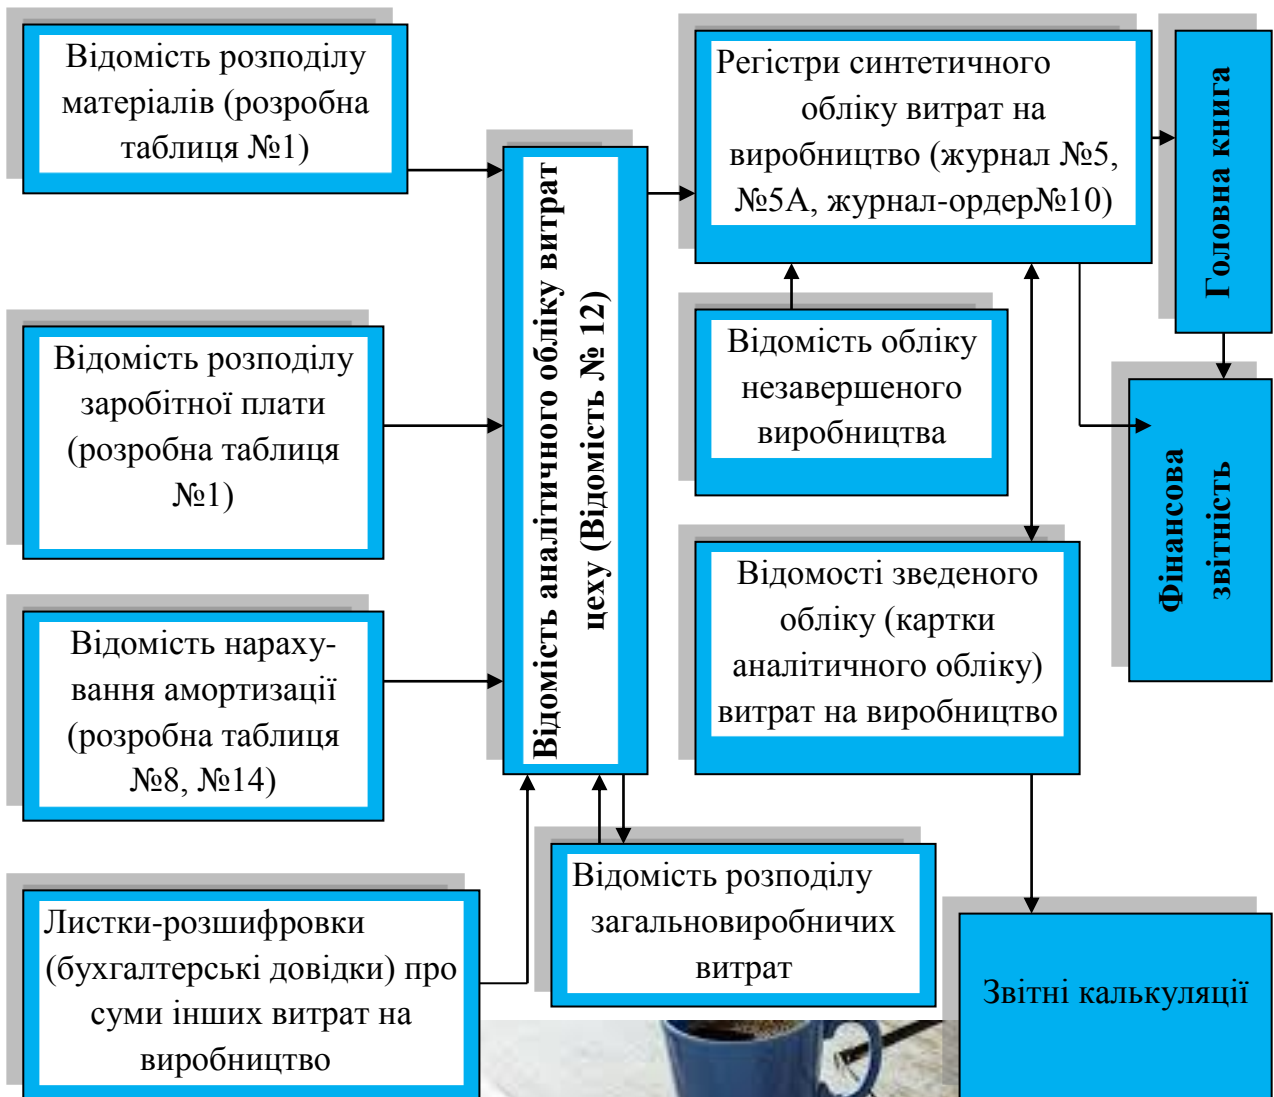 Відомість розподілу
матеріалів (розробна
таблиця №1)
Відомість розподілу
заробітної плати
(розробна таблиця
№1)
Відомість нараху-
вання амортизації
(розробна таблиця
№8, №14)
Листки-розшифровки
(бухгалтерські довідки) про
суми інших витрат на
виробництво
Відомість аналітичного обліку витрат
цеху (Відомість № 12)
Відомість розподілу
загальновиробничих
витрат
Регістри синтетичного
обліку витрат на
виробництво (журнал №5,
№5А, журнал-ордер№10)
Відомість обліку
незавершеного
виробництва
Відомості зведеного
обліку (картки
аналітичного обліку)
витрат на виробництво
Звітні калькуляції
Головна книга
Фінансова
звітність